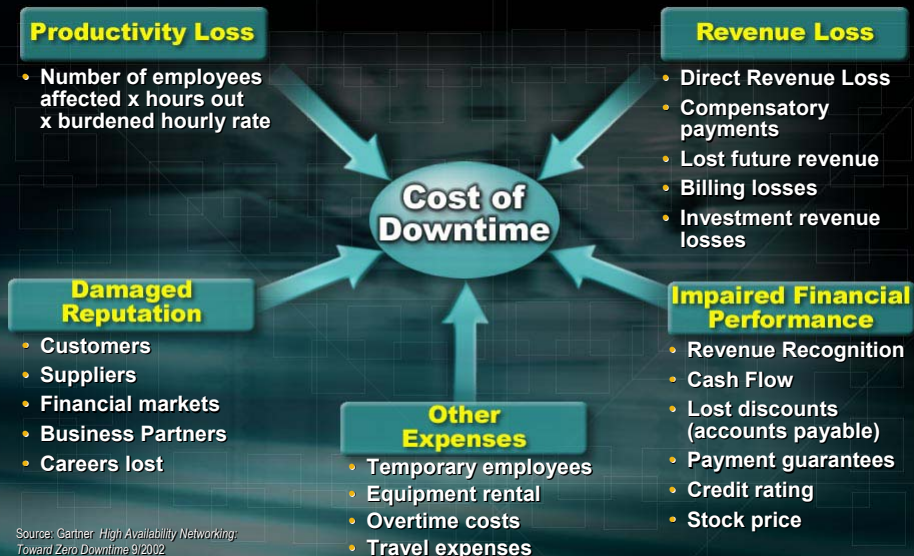 Productivity Loss
• Number of employees
affected x hours out
x burdened hourly rate
Revenue Loss
• Direct Revenue Loss
• Compensatory
payments
• Lost future revenue
• Billing losses
• Investment revenue
losses
Cost of
Downtime
Damaged
Reputation
• Customers
• Suppliers
• Financial markets
• Business Partners
• Careers lost
Other
Expenses
• Temporary employees
• Equipment rental
• Overtime costs
• Travel expenses
Impaired Financial
Performance
• Revenue Recognition
• Cash Flow
• Lost discounts
(accounts payable)
• Payment guarantees
• Credit rating
• Stock price
Source: Gartner High Availability Networking:
Toward Zero Downtime 9/2002